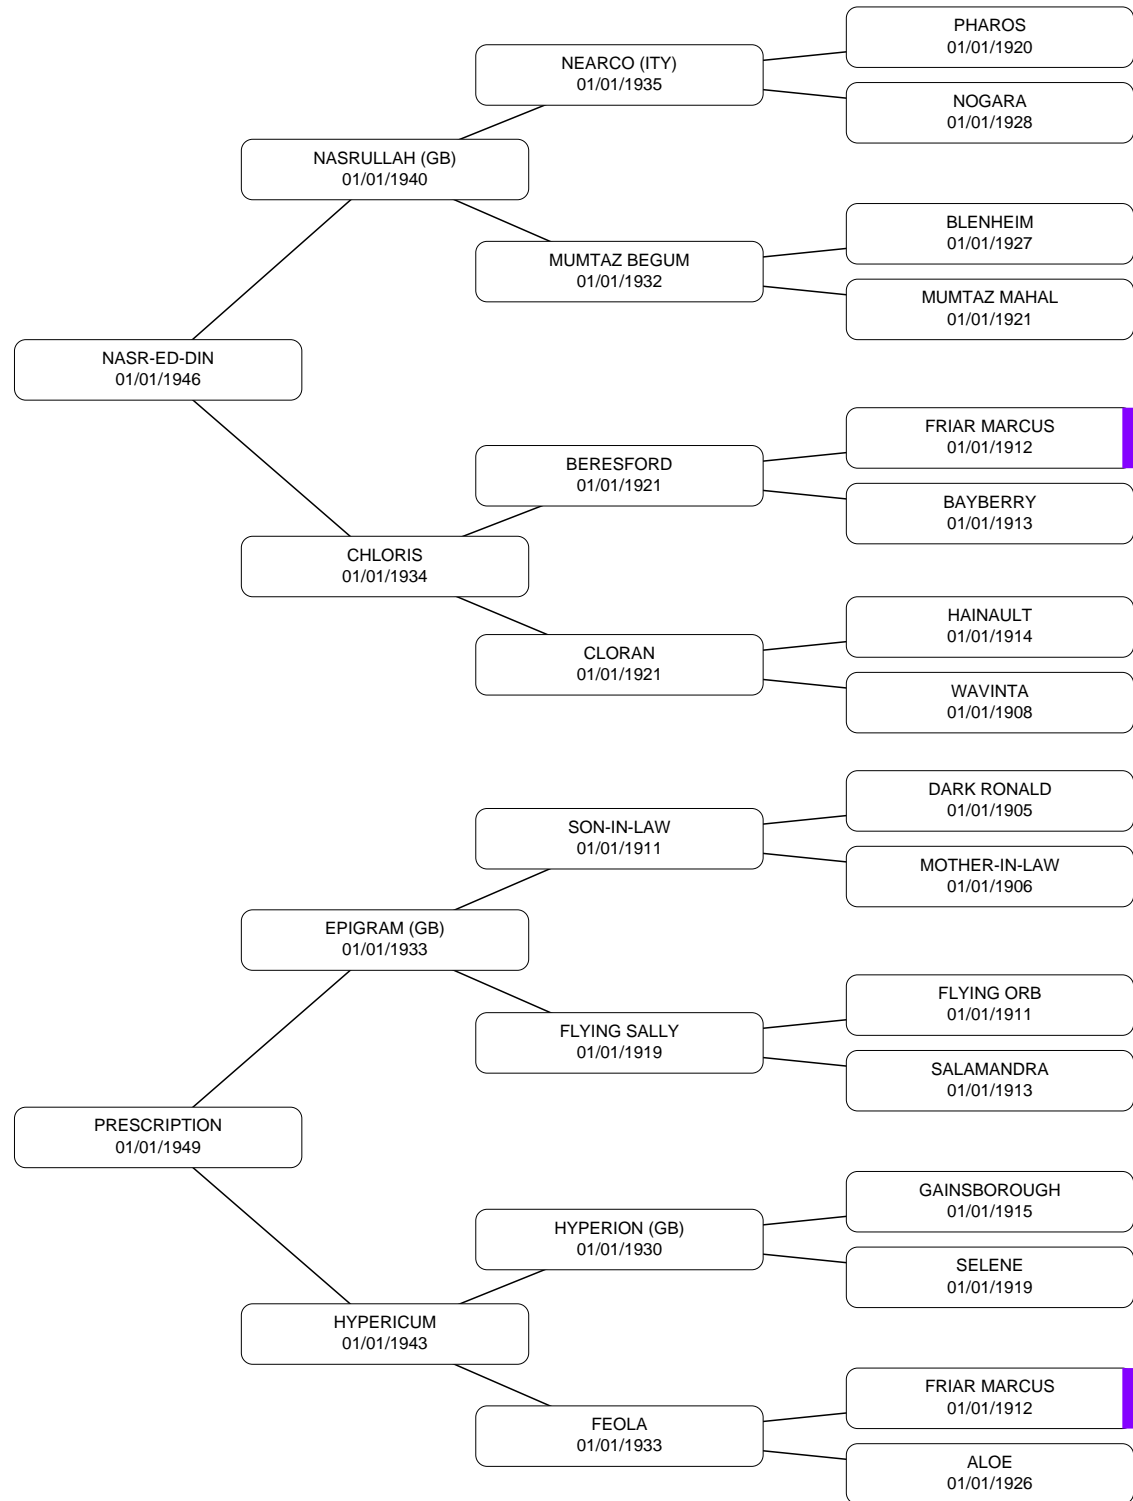 PHAROS
01/01/1920
NEARCO (ITY)
01/01/1935
NOGARA
01/01/1928
NASRULLAH (GB)
01/01/1940
BLENHEIM
01/01/1927
MUMTAZ BEGUM
01/01/1932
MUMTAZ MAHAL
01/01/1921
NASR-ED-DIN
01/01/1946
FRIAR MARCUS
01/01/1912
BERESFORD
01/01/1921
BAYBERRY
01/01/1913
CHLORIS
01/01/1934
HAINAULT
01/01/1914
CLORAN
01/01/1921
WAVINTA
01/01/1908
DARK RONALD
01/01/1905
SON-IN-LAW
01/01/1911
MOTHER-IN-LAW
01/01/1906
EPIGRAM (GB)
01/01/1933
FLYING ORB
01/01/1911
FLYING SALLY
01/01/1919
SALAMANDRA
01/01/1913
PRESCRIPTION
01/01/1949
GAINSBOROUGH
01/01/1915
HYPERION (GB)
01/01/1930
SELENE
01/01/1919
HYPERICUM
01/01/1943
FRIAR MARCUS
01/01/1912
FEOLA
01/01/1933
ALOE
01/01/1926